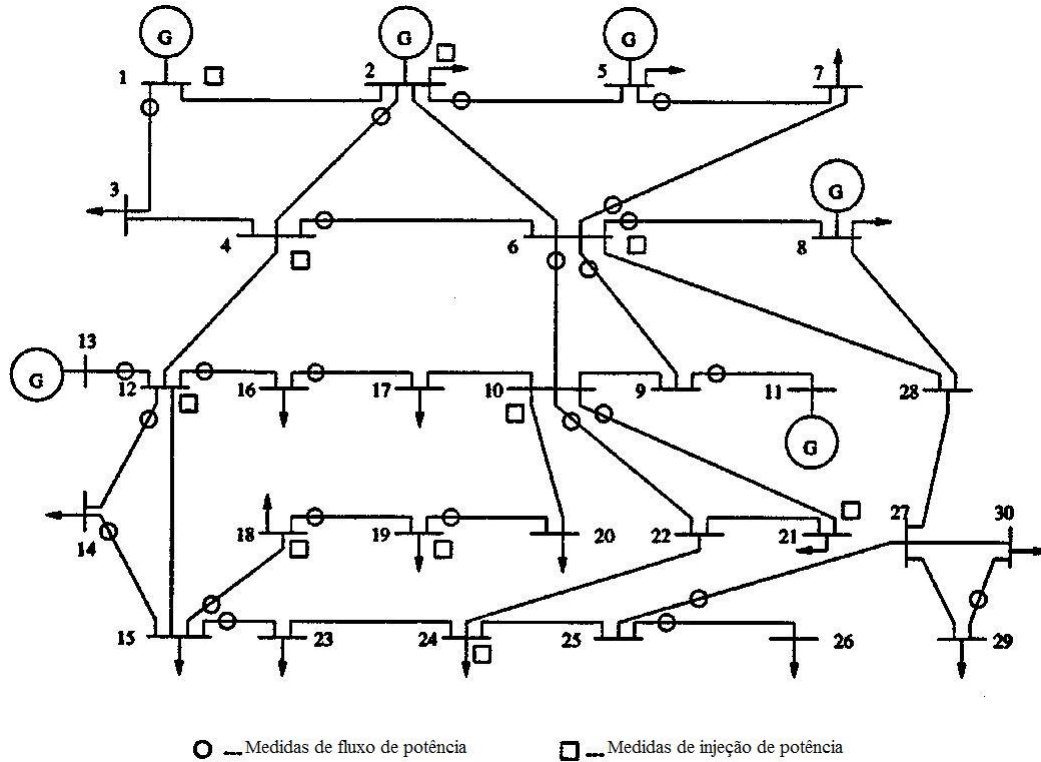 G G G
1 2 5 7
G
3
4 6 8
13
G
12 16 17 10 9 11 28
G
14 18 19 20 22 21 27 30
15 23 24 25 26 29
Medidas de fluxo de potência
Medidas de injeção de potência